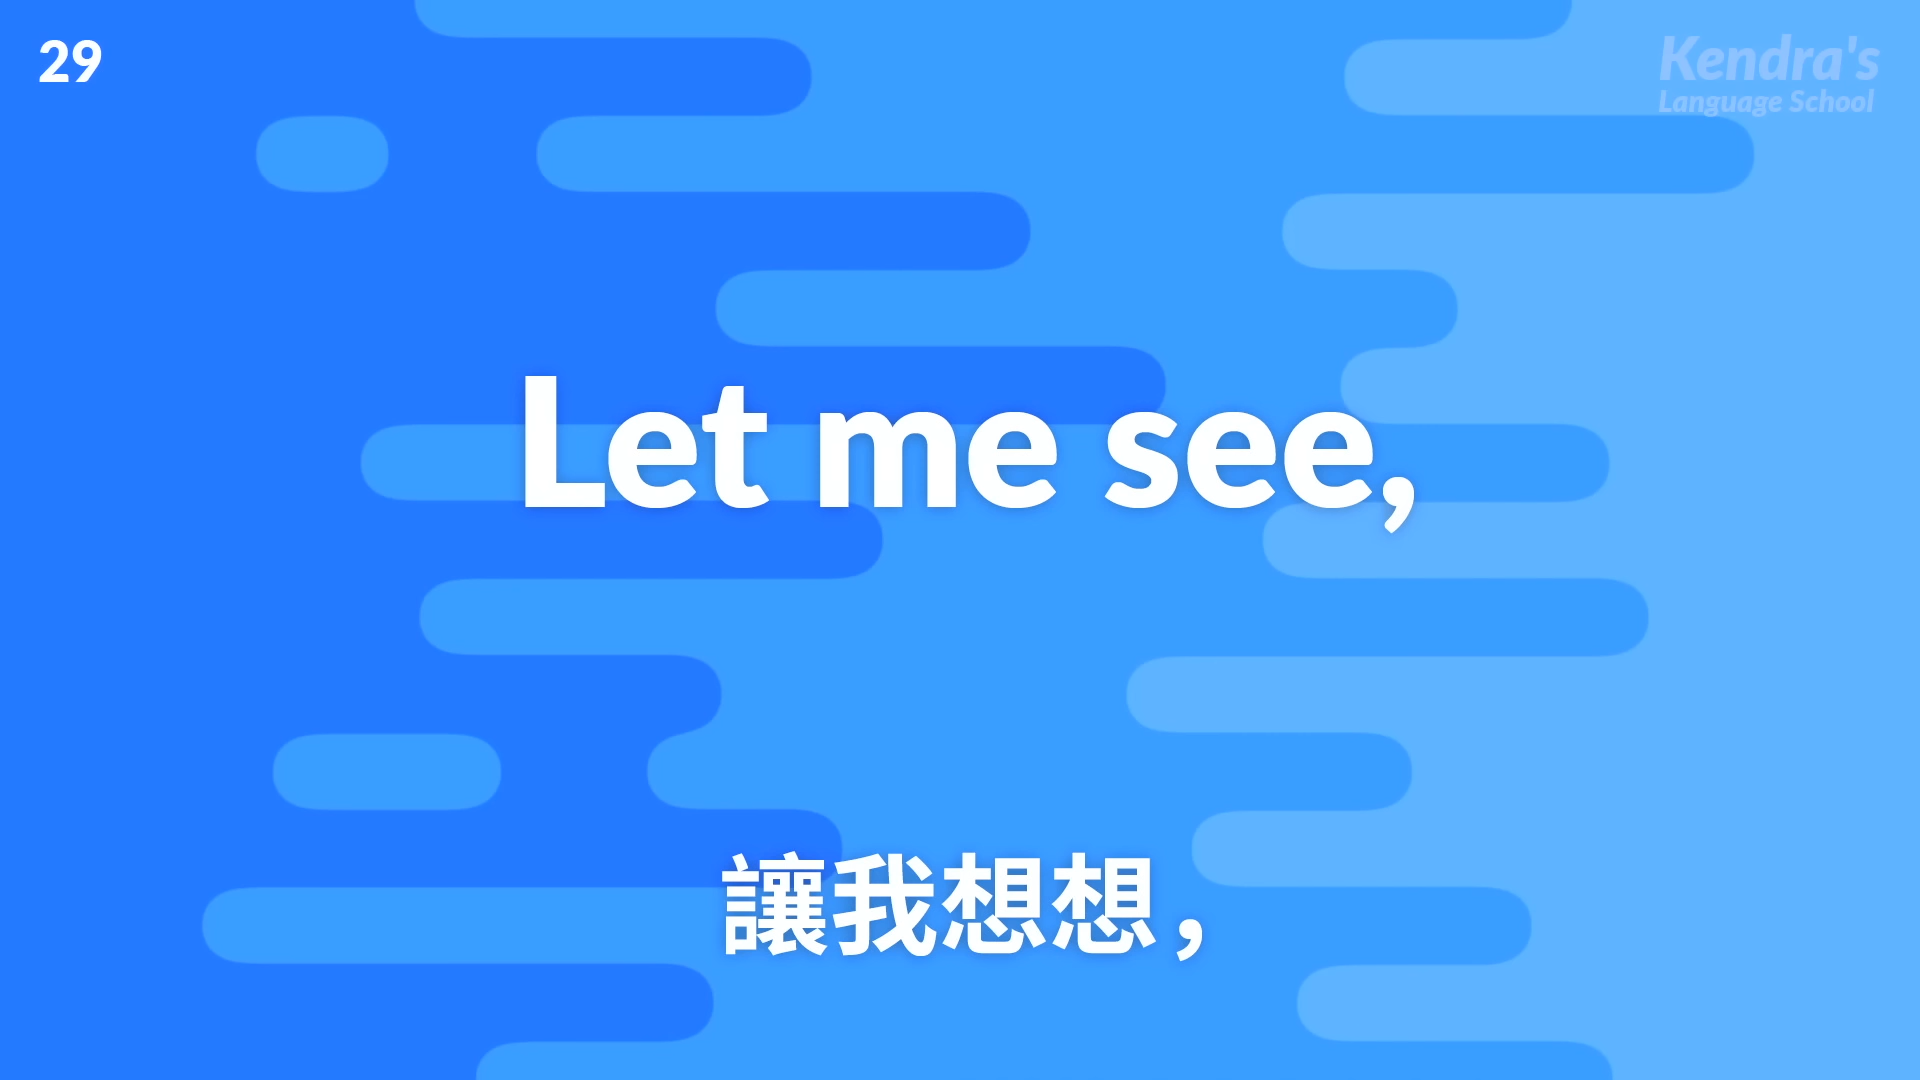 29
Kendra's
Language School
Let me see,
讓我想想，